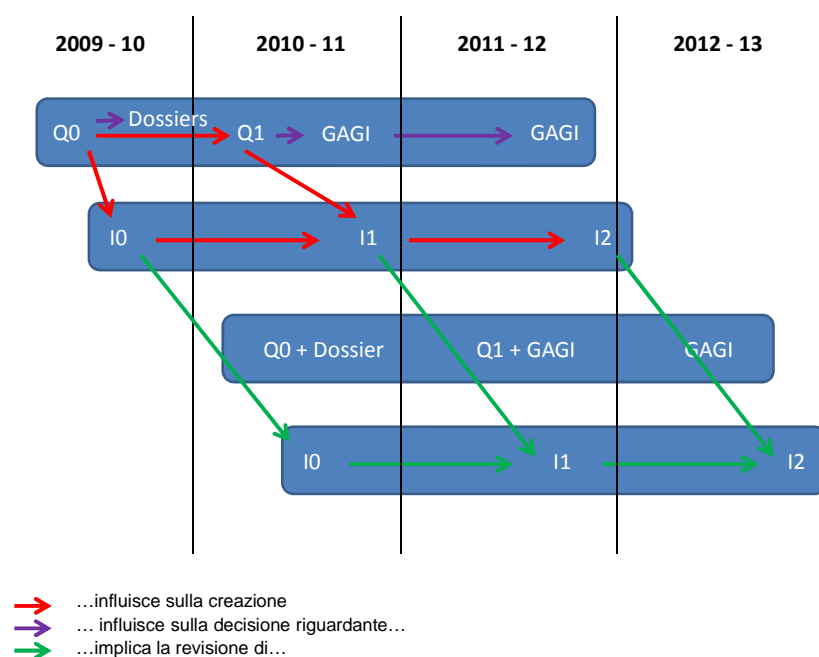 2009 - 10 2010 - 11 2011 - 12 2012 - 13
Q0 Dossiers Q1 GAGI GAGI
I0 I1 I2
Q0 + Dossier Q1 + GAGI GAGI
I0 I1 I2
…influisce sulla creazione
… influisce sulla decisione riguardante…
…implica la revisione di…